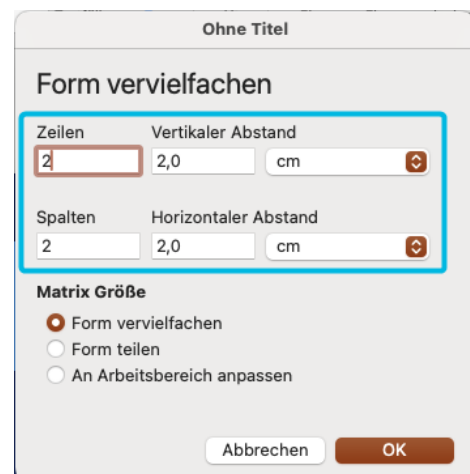 Ohne Titel
Form vervielfachen
Zeilen Vertikaler Abstand
2 2,0 cm
Spalten Horizontaler Abstand
2 2,0 cm
Matrix Größe
Form vervielfachen
Form teilen
An Arbeitsbereich anpassen
Abbrechen OK